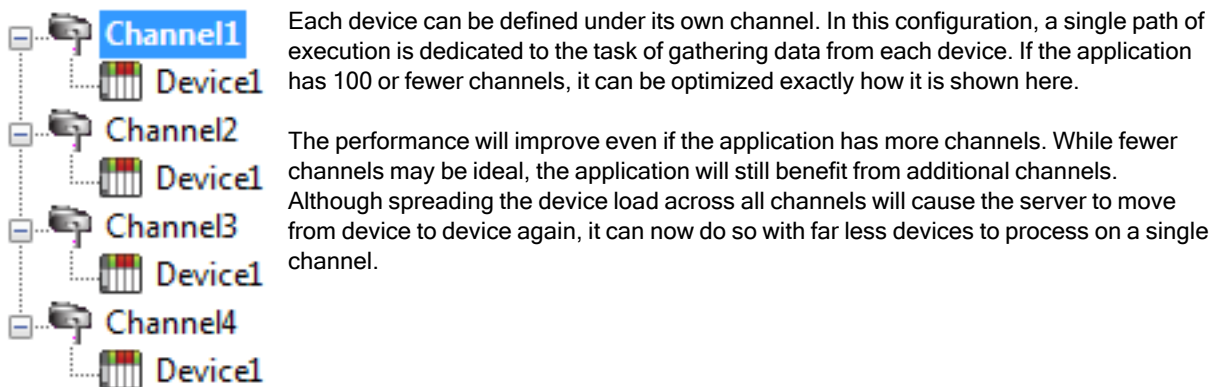 Channel1
Device1
Channel2
Device1
Channel3
Device1
Channel4
Device1
Each device can be defined under its own channel. In this configuration, a single path of
execution is dedicated to the task of gathering data from each device. If the application
has 100 or fewer channels, it can be optimized exactly how it is shown here.
The performance will improve even if the application has more channels. While fewer
channels may be ideal, the application will still benefit from additional channels.
Although spreading the device load across all channels will cause the server to move
from device to device again, it can now do so with far less devices to process on a single
channel.